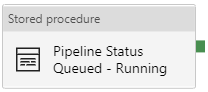 Stored procedure
Pipeline Status
Queued - Running